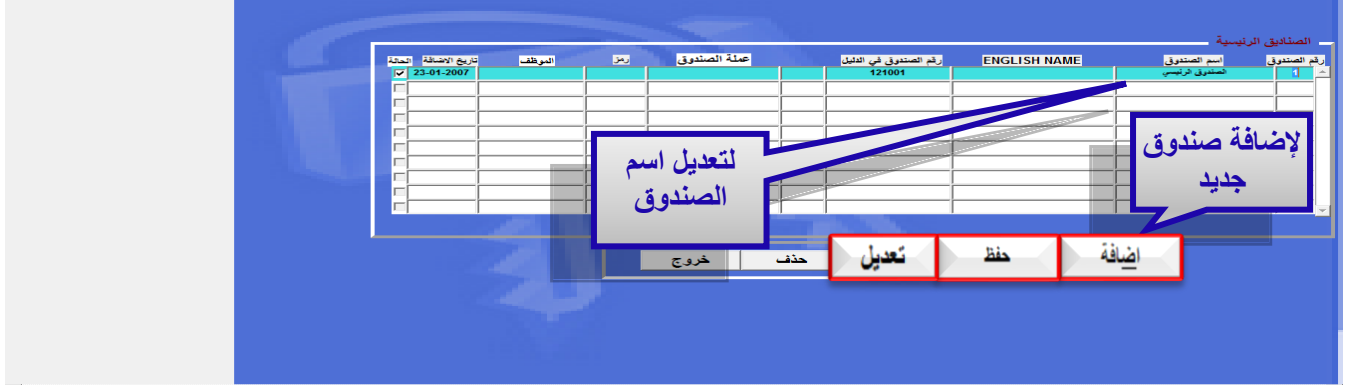 الصناديق الرئيسية
رقم الصندوق اسم الصندوق ENGLISH NAME رقم الصندوق في الدليل عملة الصندوق رمز الموظف تاريخ الاضافة الحالة
1 الصندوق الرئيسي 121001 23-01-2007
لإضافة صندوق
جديد
لتعديل اسم
الصندوق
اضافة حفظ تعديل حذف خروج